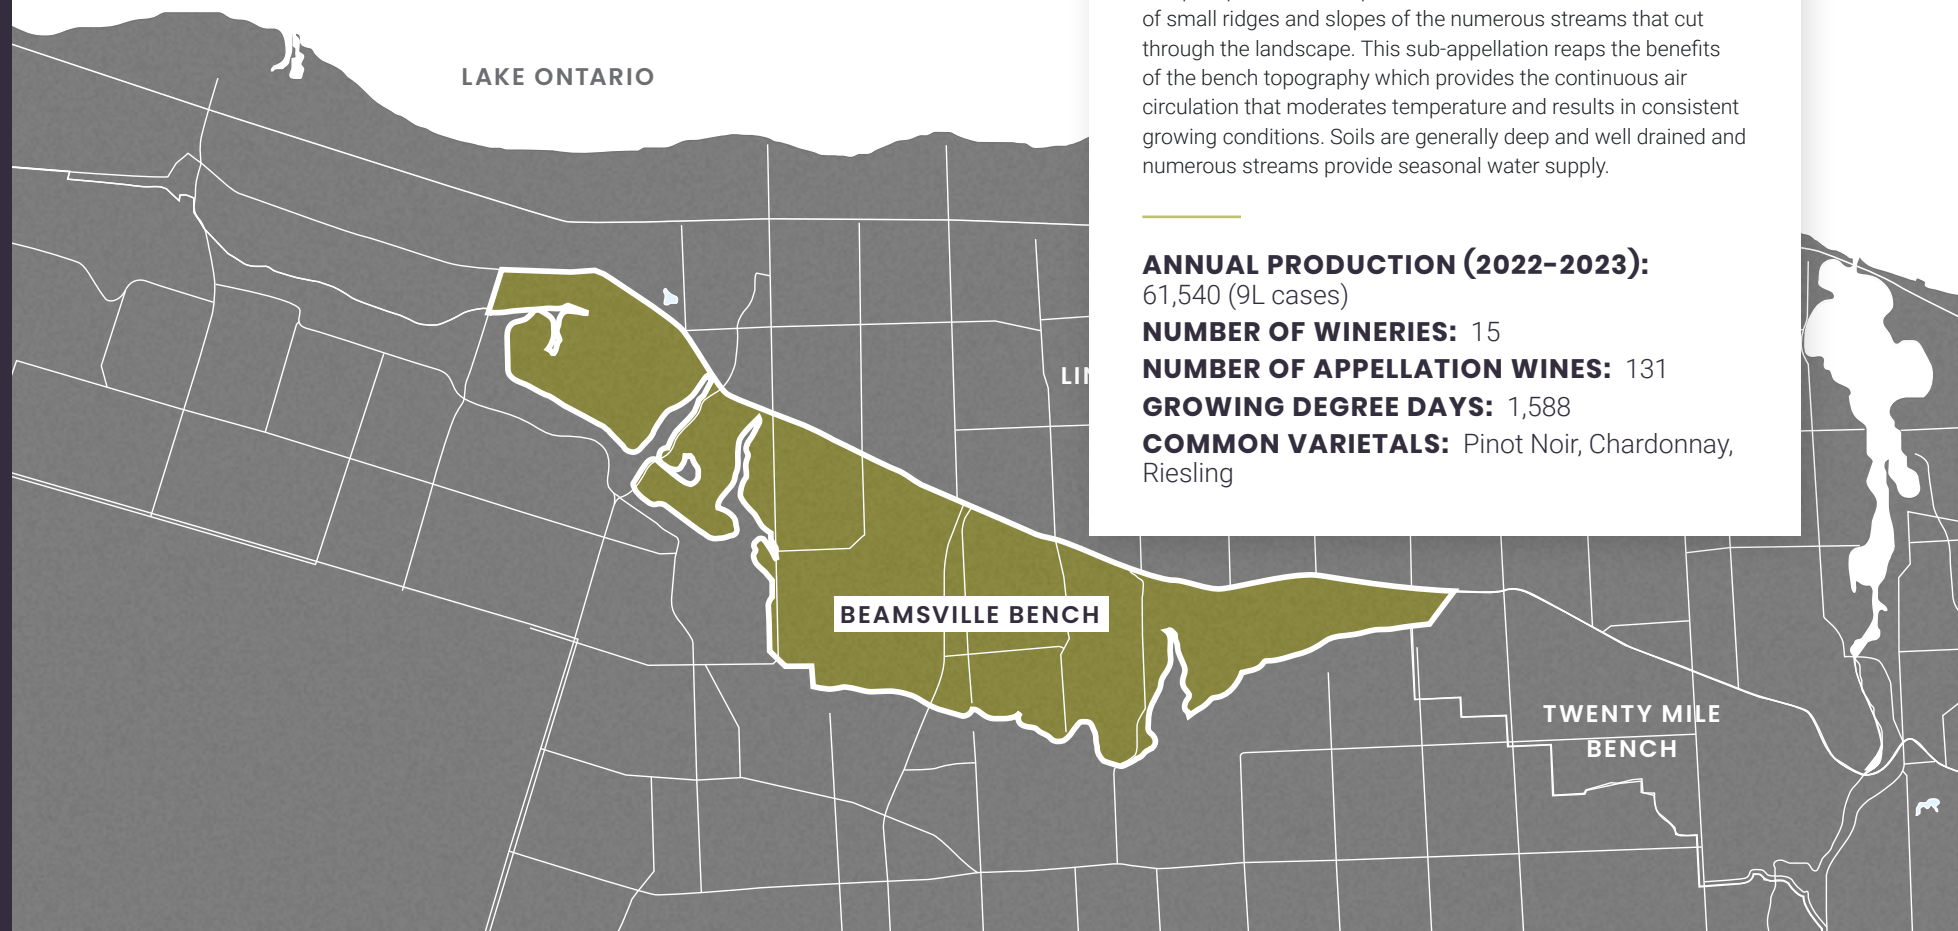 of small ridges and slopes of the numerous streams that cut
through the landscape. This sub-appellation reaps the benefits
of the bench topography which provides the continuous air
circulation that moderates temperature and results in consistent
growing conditions. Soils are generally deep and well drained and
numerous streams provide seasonal water supply.
ANNUAL PRODUCTION (2022-2023):
61,540 (9L cases)
NUMBER OF WINERIES: 15
NUMBER OF APPELLATION WINES: 131
GROWING DEGREE DAYS: 1,588
COMMON VARIETALS: Pinot Noir, Chardonnay,
Riesling
LAKE ONTARIO
BEAMSVILLE BENCH
TWENTY MILE
BENCH